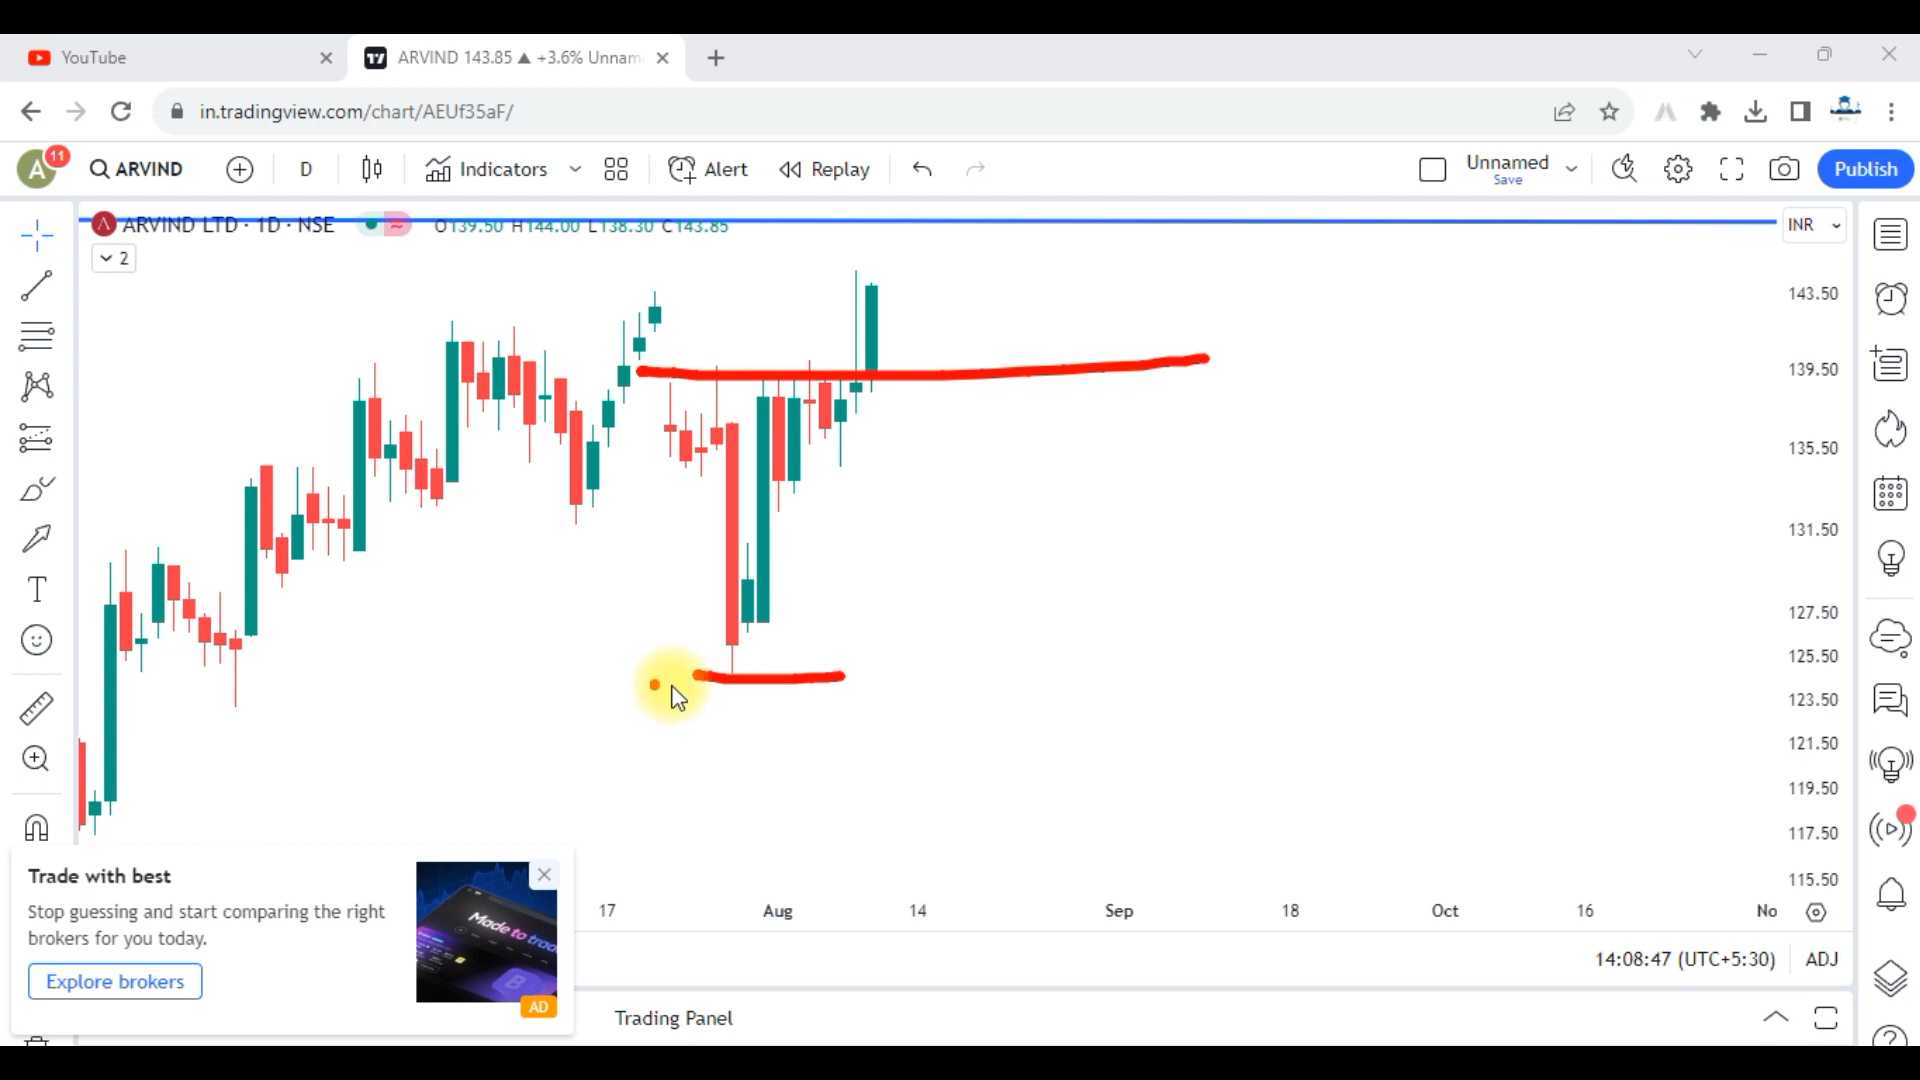 YouTube
ARVIND 143.85 ▲ +3.6% Unnam
in.tradingview.com/chart/AEUf35aF/
A 11 ARVIND D Indicators Alert Replay Unnamed Save Publish
ARVIND LTD · 1D · NSE O139.50 H144.00 L138.30 C143.85 INR
2
143.50
139.50
135.50
131.50
127.50
125.50
123.50
121.50
119.50
117.50
115.50
17 Aug 14 Sep 18 Oct 16 No
14:08:47 (UTC+5:30) ADJ
Trading Panel
Trade with best
Stop guessing and start comparing the right
brokers for you today.
Explore brokers
Made to trad
AD